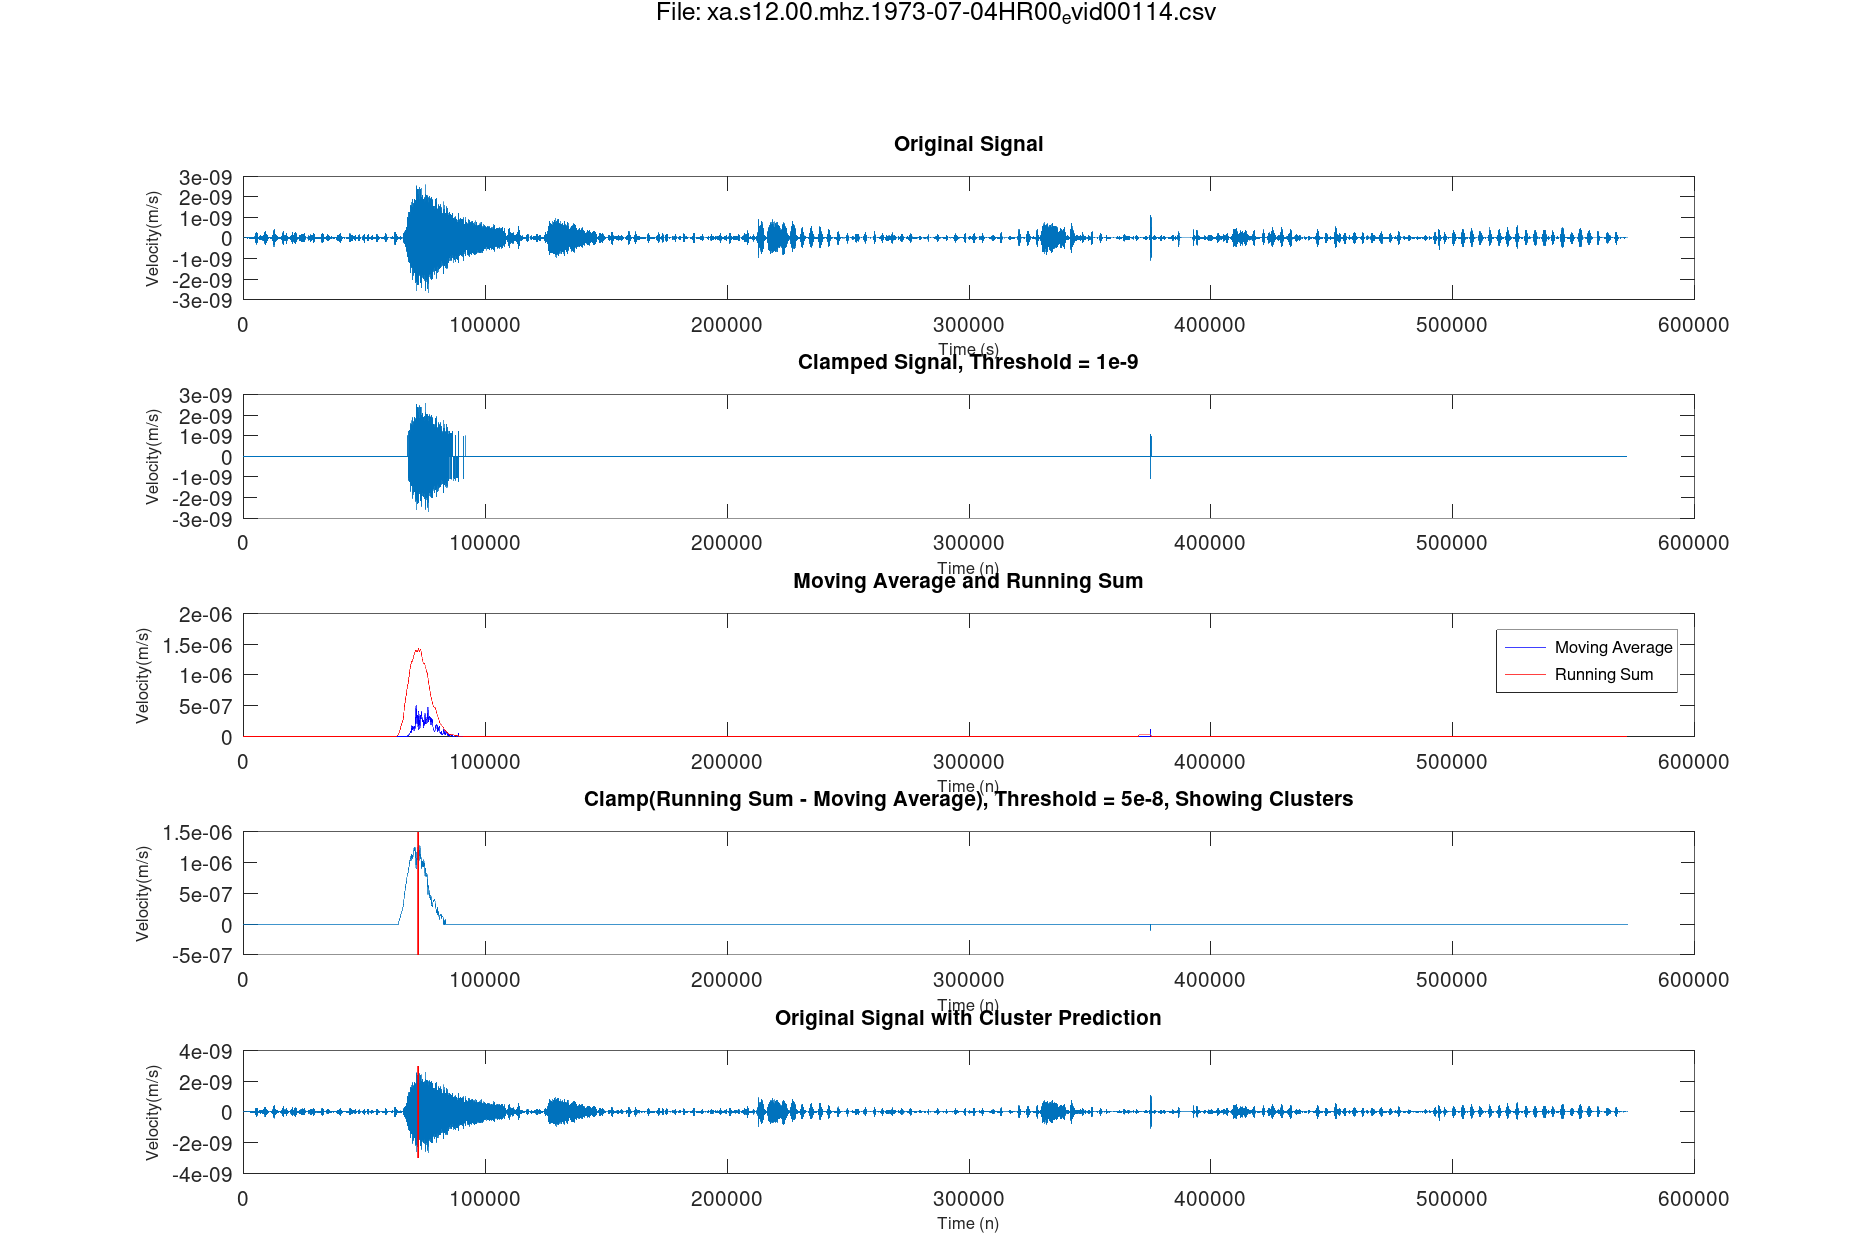 File: xa.s12.00.mhz.1973-07-04HR00evid00114.csv
Original Signal
3e-09
2e-09
1e-09
0
-1e-09
-2e-09
-3e-09
Velocity(m/s)
0 100000 200000 300000 400000 500000 600000
Time (s)
Clamped Signal, Threshold = 1e-9
3e-09
2e-09
1e-09
0
-1e-09
-2e-09
-3e-09
Velocity(m/s)
0 100000 200000 300000 400000 500000 600000
Time (n)
Moving Average and Running Sum
2e-06
1.5e-06
1e-06
5e-07
0
Velocity(m/s)
Moving Average
Running Sum
0 100000 200000 300000 400000 500000 600000
Time (n)
Clamp(Running Sum - Moving Average), Threshold = 5e-8, Showing Clusters
1.5e-06
1e-06
5e-07
0
-5e-07
Velocity(m/s)
0 100000 200000 300000 400000 500000 600000
Time (n)
Original Signal with Cluster Prediction
4e-09
2e-09
0
-2e-09
-4e-09
Velocity(m/s)
0 100000 200000 300000 400000 500000 600000
Time (n)